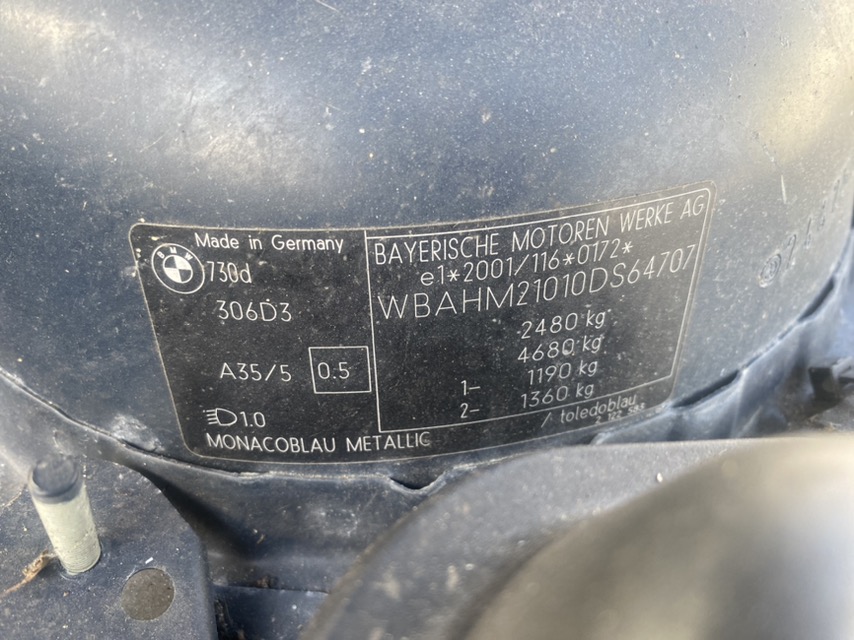 BMW
Made in Germany
730d
306D3
A35/5 0.5
1.0
MONACOBLAU METALLIC
BAYERISCHE MOTOREN WERKE AG
e1*2001/116*0172*
WBAHM21010DS64707
2480 kg
4680 kg
1- 1190 kg
2- 1360 kg
/ toledoblau